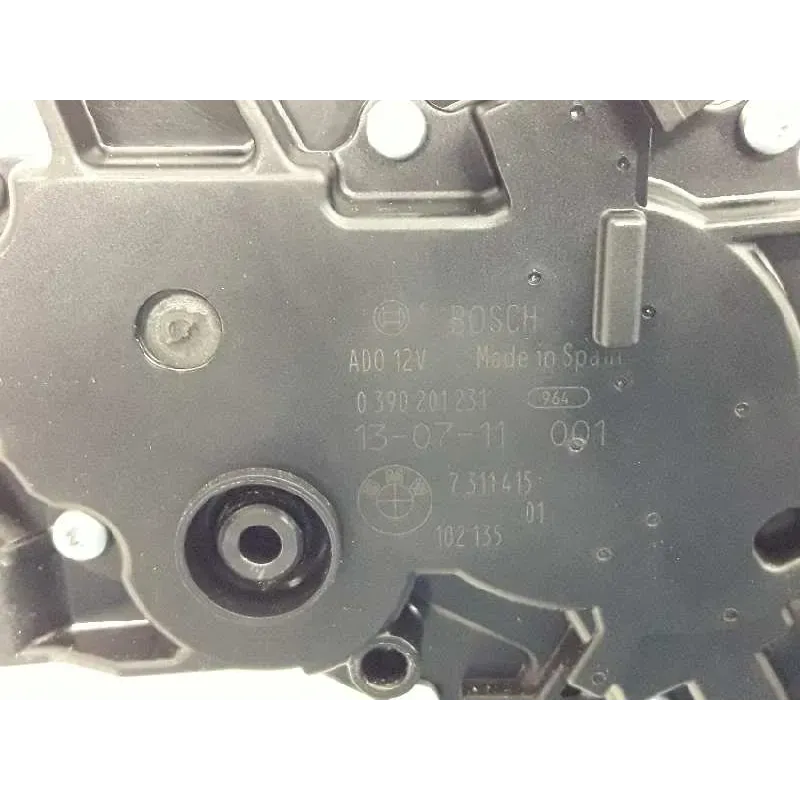 BOSCH
ADO 12V Made in Spain
0 390 201 231 964
13-07-11 001
BMW 7 311 415
01
102 135